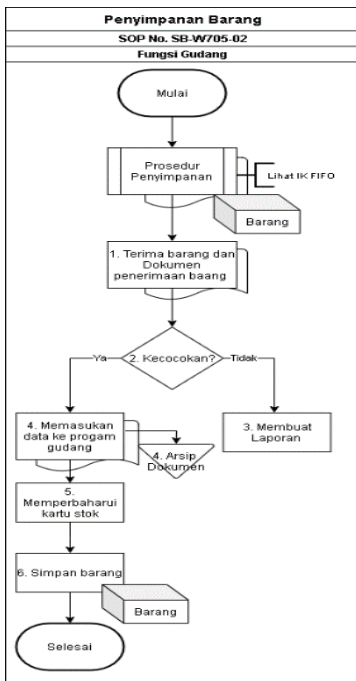 Penyimpanan Barang
SOP No. SB-W705-02
Fungsi Gudang
Mulai
Prosedur
Penyimpanan
Lihat IK FIFO
Barang
1. Terima barang dan
Dokumen
penerimaan baang
Ya
2. Kecocokan?
Tidak
4. Memasukan
data ke progam
gudang
4. Arsip
Dokumen
3. Membuat
Laporan
5.
Memperbaharui
kartu stok
6. Simpan barang
Barang
Selesai